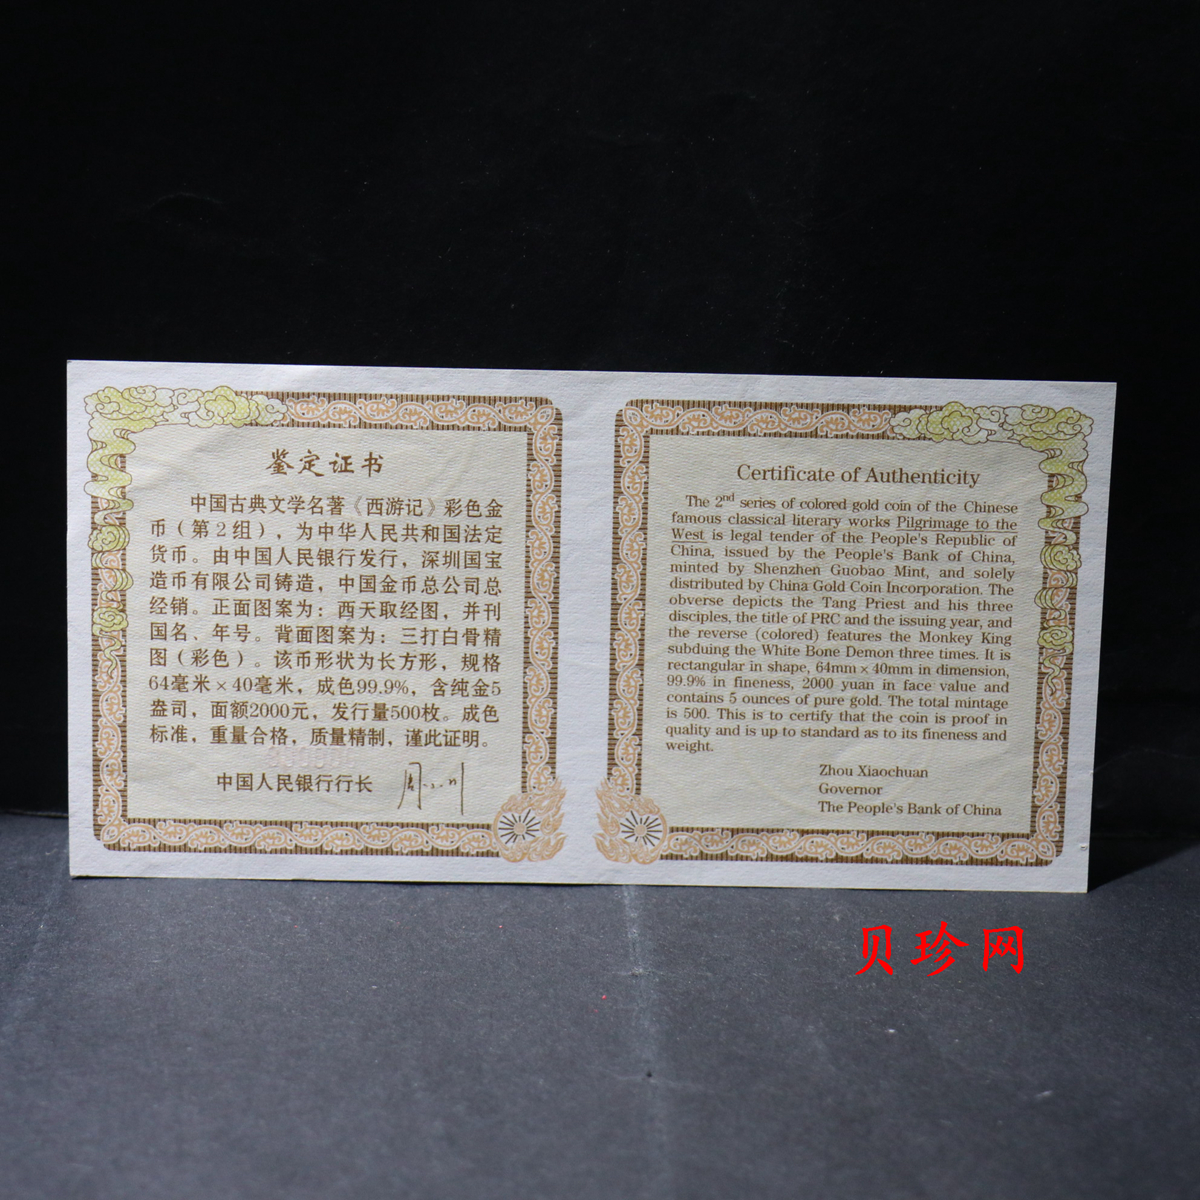 鉴定证书
中国古典文学名著《西游记》彩色金
币（第2组），为中华人民共和国法定
货币。由中国人民银行发行，深圳国宝
造币有限公司铸造，中国金币总公司总
经销。正面图案为：西天取经图，并刊
国名、年号。背面图案为：三打白骨精
图（彩色）。该币形状为长方形，规格
64毫米×40毫米，成色99.9%，含纯金5
盎司，面额2000元，发行量500枚。成色
标准，重量合格，质量精制，谨此证明。
中国人民银行行长
Certificate of Authenticity
The 2nd series of colored gold coin of the Chinese
famous classical literary works Pilgrimage to the
West is legal tender of the People's Republic of
China, issued by the People's Bank of China,
minted by Shenzhen Guobao Mint, and solely
distributed by China Gold Coin Incorporation. The
obverse depicts the Tang Priest and his three
disciples, the title of PRC and the issuing year, and
the reverse (colored) features the Monkey King
subduing the White Bone Demon three times. It is
rectangular in shape, 64mm×40mm in dimension,
99.9% in fineness, 2000 yuan in face value and
contains 5 ounces of pure gold. The total mintage
is 500. This is to certify that the coin is proof in
quality and is up to standard as to its fineness and
weight.
Zhou Xiaochuan
Governor
The People's Bank of China
贝珍网